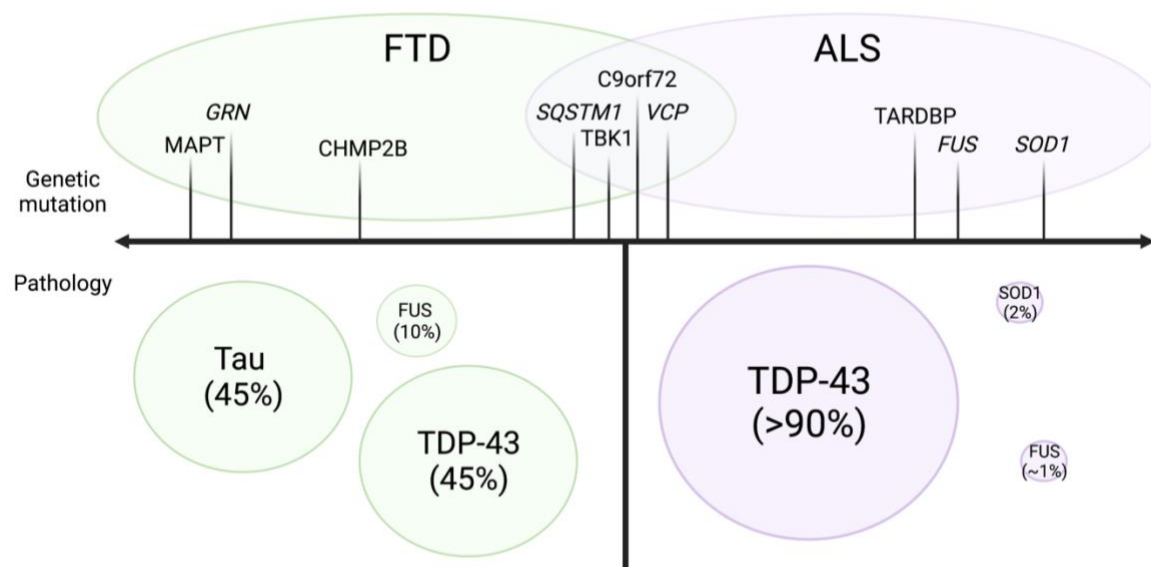 FTD
ALS
C9orf72
GRN
SQSTM1
VCP
MAPT
CHMP2B
TBK1
TARDBP
FUS
SOD1
Genetic
mutation
Pathology
Tau
(45%)
FUS
(10%)
TDP-43
(45%)
TDP-43
(>90%)
SOD1
(2%)
FUS
(~1%)